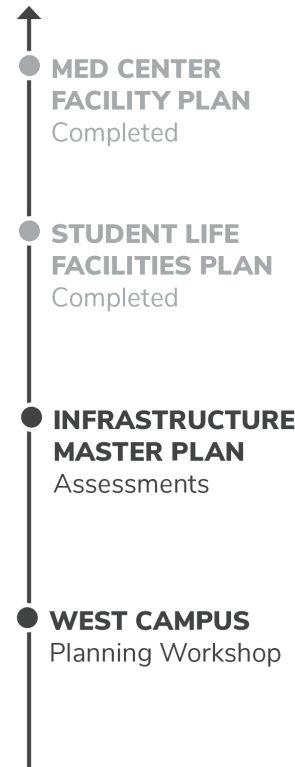 MED CENTER
FACILITY PLAN
Completed
STUDENT LIFE
FACILITIES PLAN
Completed
INFRASTRUCTURE
MASTER PLAN
Assessments
WEST CAMPUS
Planning Workshop